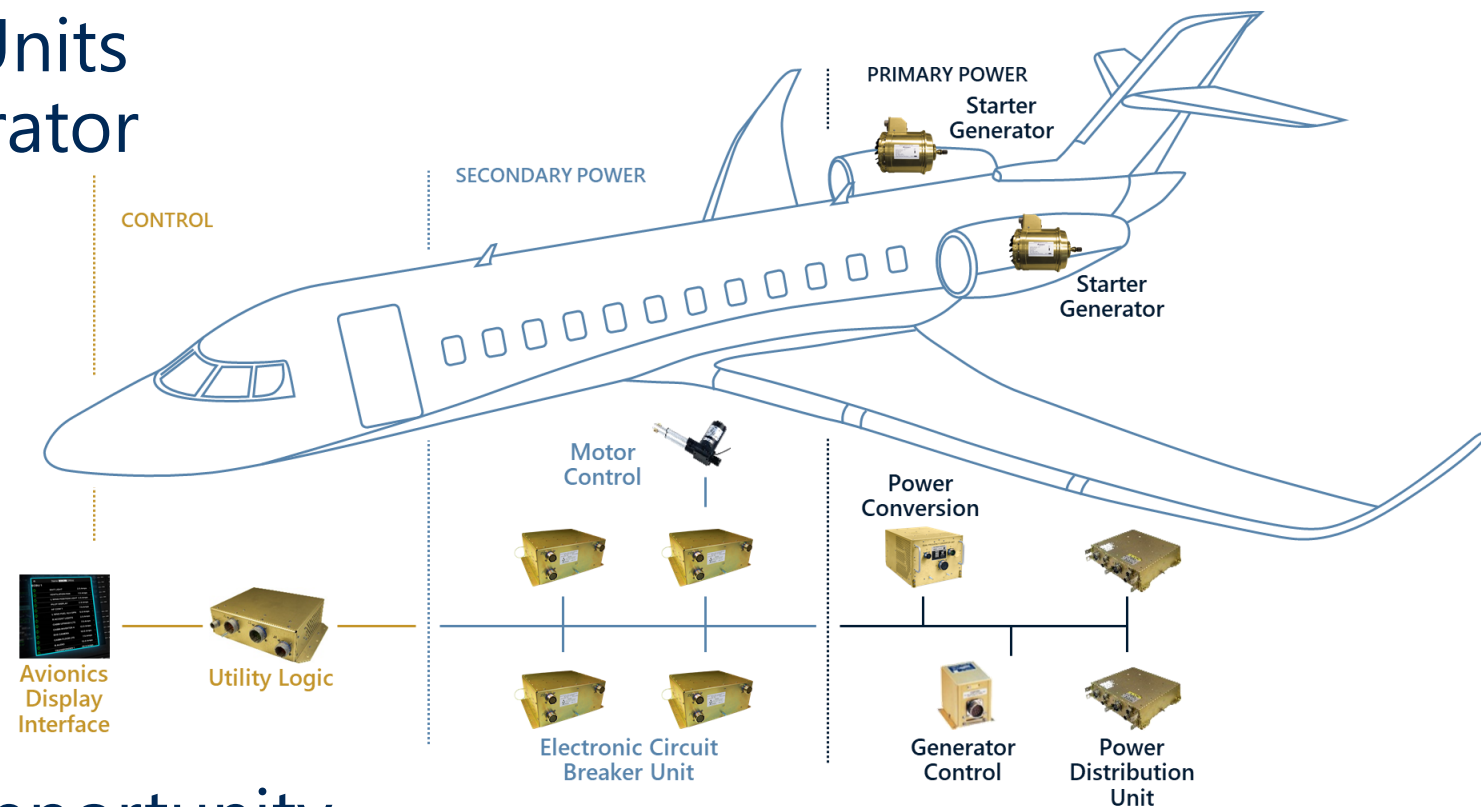 Units
rator
PRIMARY POWER
Starter
Generator
SECONDARY POWER
CONTROL
Starter
Generator
Motor
Control
Power
Conversion
Avionics
Display
Interface
Utility Logic
Electronic Circuit
Breaker Unit
Generator
Control
Power
Distribution
Unit